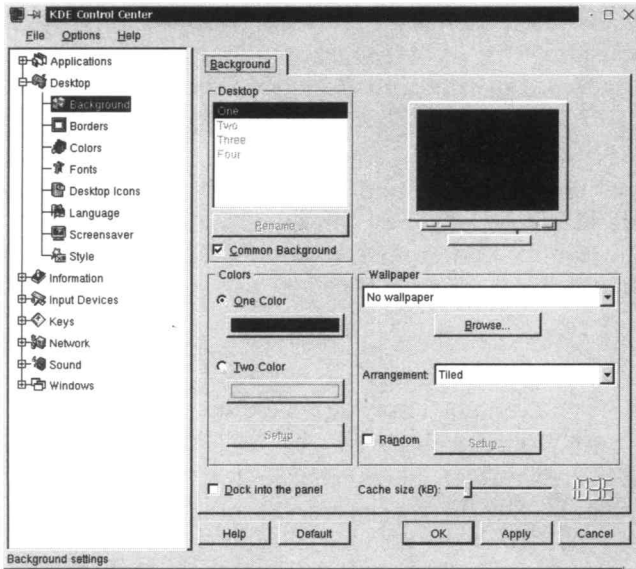 KDE Control Center
File Options Help
Applications
Desktop
Background
Borders
Colors
Fonts
Desktop Icons
Language
Screensaver
Style
Information
Input Devices
Keys
Network
Sound
Windows
Background
Desktop
One
Two
Three
Four
Rename...
Common Background
Colors
One Color
Two Color
Setup
Wallpaper
No wallpaper
Browse...
Arrangement: Tiled
Random Setup...
Dock into the panel Cache size (kB): 1036
Help Default OK Apply Cancel
Background settings